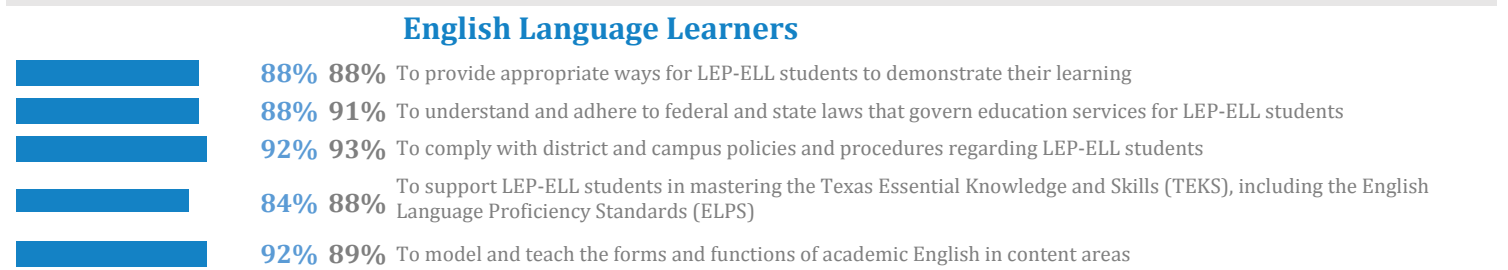 English Language Learners
88% 88% To provide appropriate ways for LEP-ELL students to demonstrate their learning
88% 91% To understand and adhere to federal and state laws that govern education services for LEP-ELL students
92% 93% To comply with district and campus policies and procedures regarding LEP-ELL students
84% 88% To support LEP-ELL students in mastering the Texas Essential Knowledge and Skills (TEKS), including the English
Language Proficiency Standards (ELPS)
92% 89% To model and teach the forms and functions of academic English in content areas